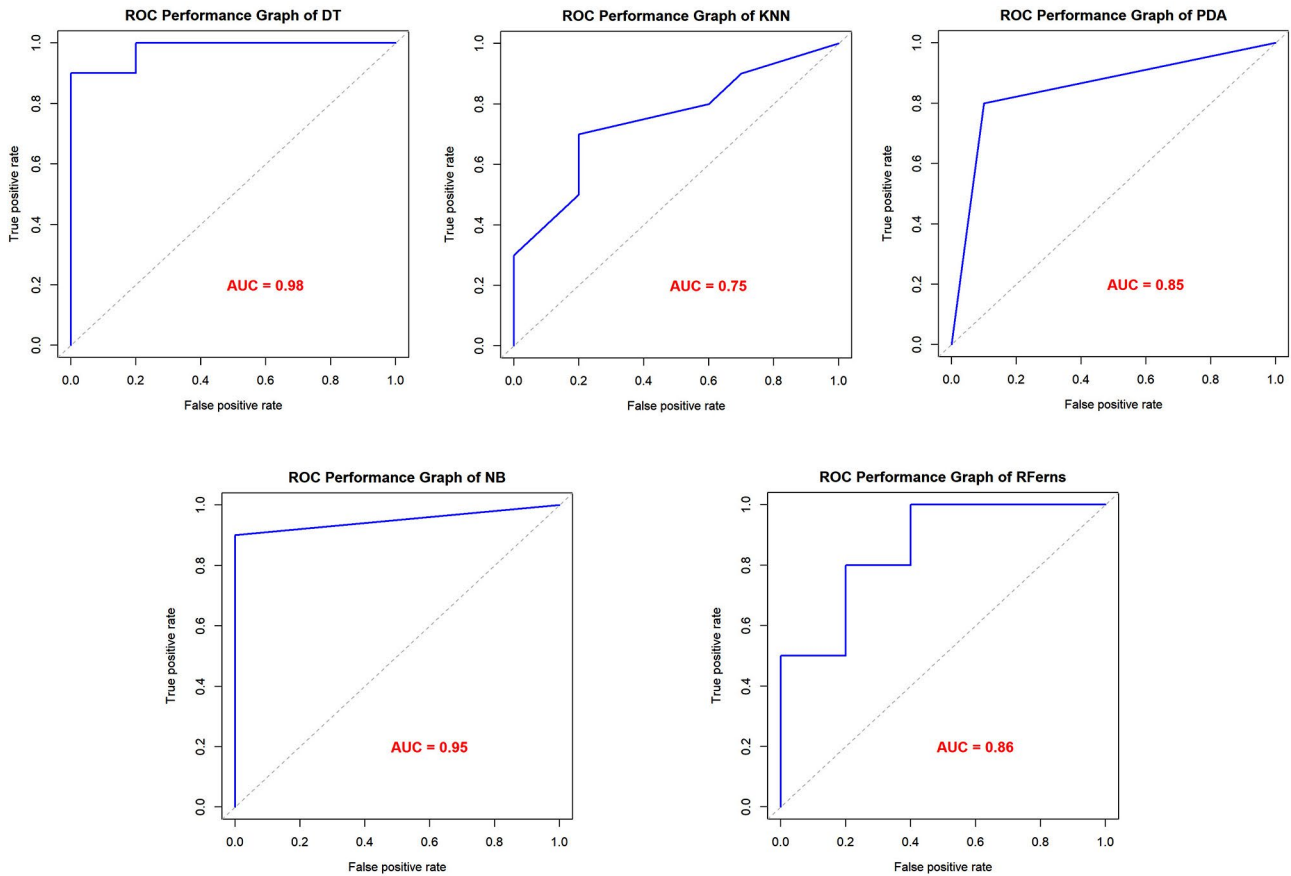 ROC Performance Graph of DT
True positive rate
0.0 0.2 0.4 0.6 0.8 1.0
AUC = 0.98
0.0 0.2 0.4 0.6 0.8 1.0
False positive rate
ROC Performance Graph of KNN
True positive rate
0.0 0.2 0.4 0.6 0.8 1.0
AUC = 0.75
0.0 0.2 0.4 0.6 0.8 1.0
False positive rate
ROC Performance Graph of PDA
True positive rate
0.0 0.2 0.4 0.6 0.8 1.0
AUC = 0.85
0.0 0.2 0.4 0.6 0.8 1.0
False positive rate
ROC Performance Graph of NB
True positive rate
0.0 0.2 0.4 0.6 0.8 1.0
AUC = 0.95
0.0 0.2 0.4 0.6 0.8 1.0
False positive rate
ROC Performance Graph of RFerns
True positive rate
0.0 0.2 0.4 0.6 0.8 1.0
AUC = 0.86
0.0 0.2 0.4 0.6 0.8 1.0
False positive rate